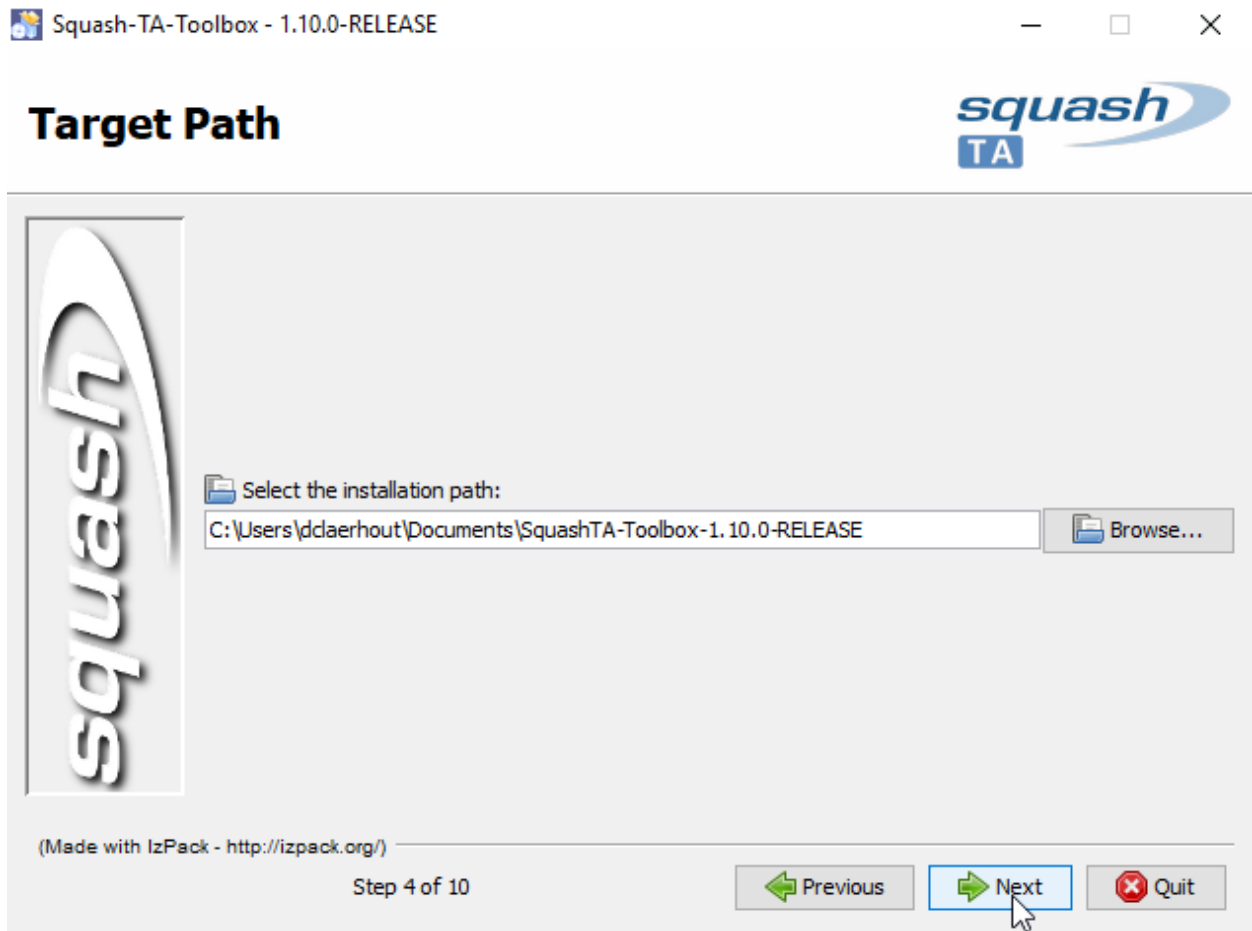 Squash-TA-Toolbox - 1.10.0-RELEASE
Target Path
squash
TA
squash
Select the installation path:
C:\Users\dclaerhout\Documents\SquashTA-Toolbox-1.10.0-RELEASE
Browse...
(Made with IzPack - http://izpack.org/)
Step 4 of 10
Previous
Next
Quit